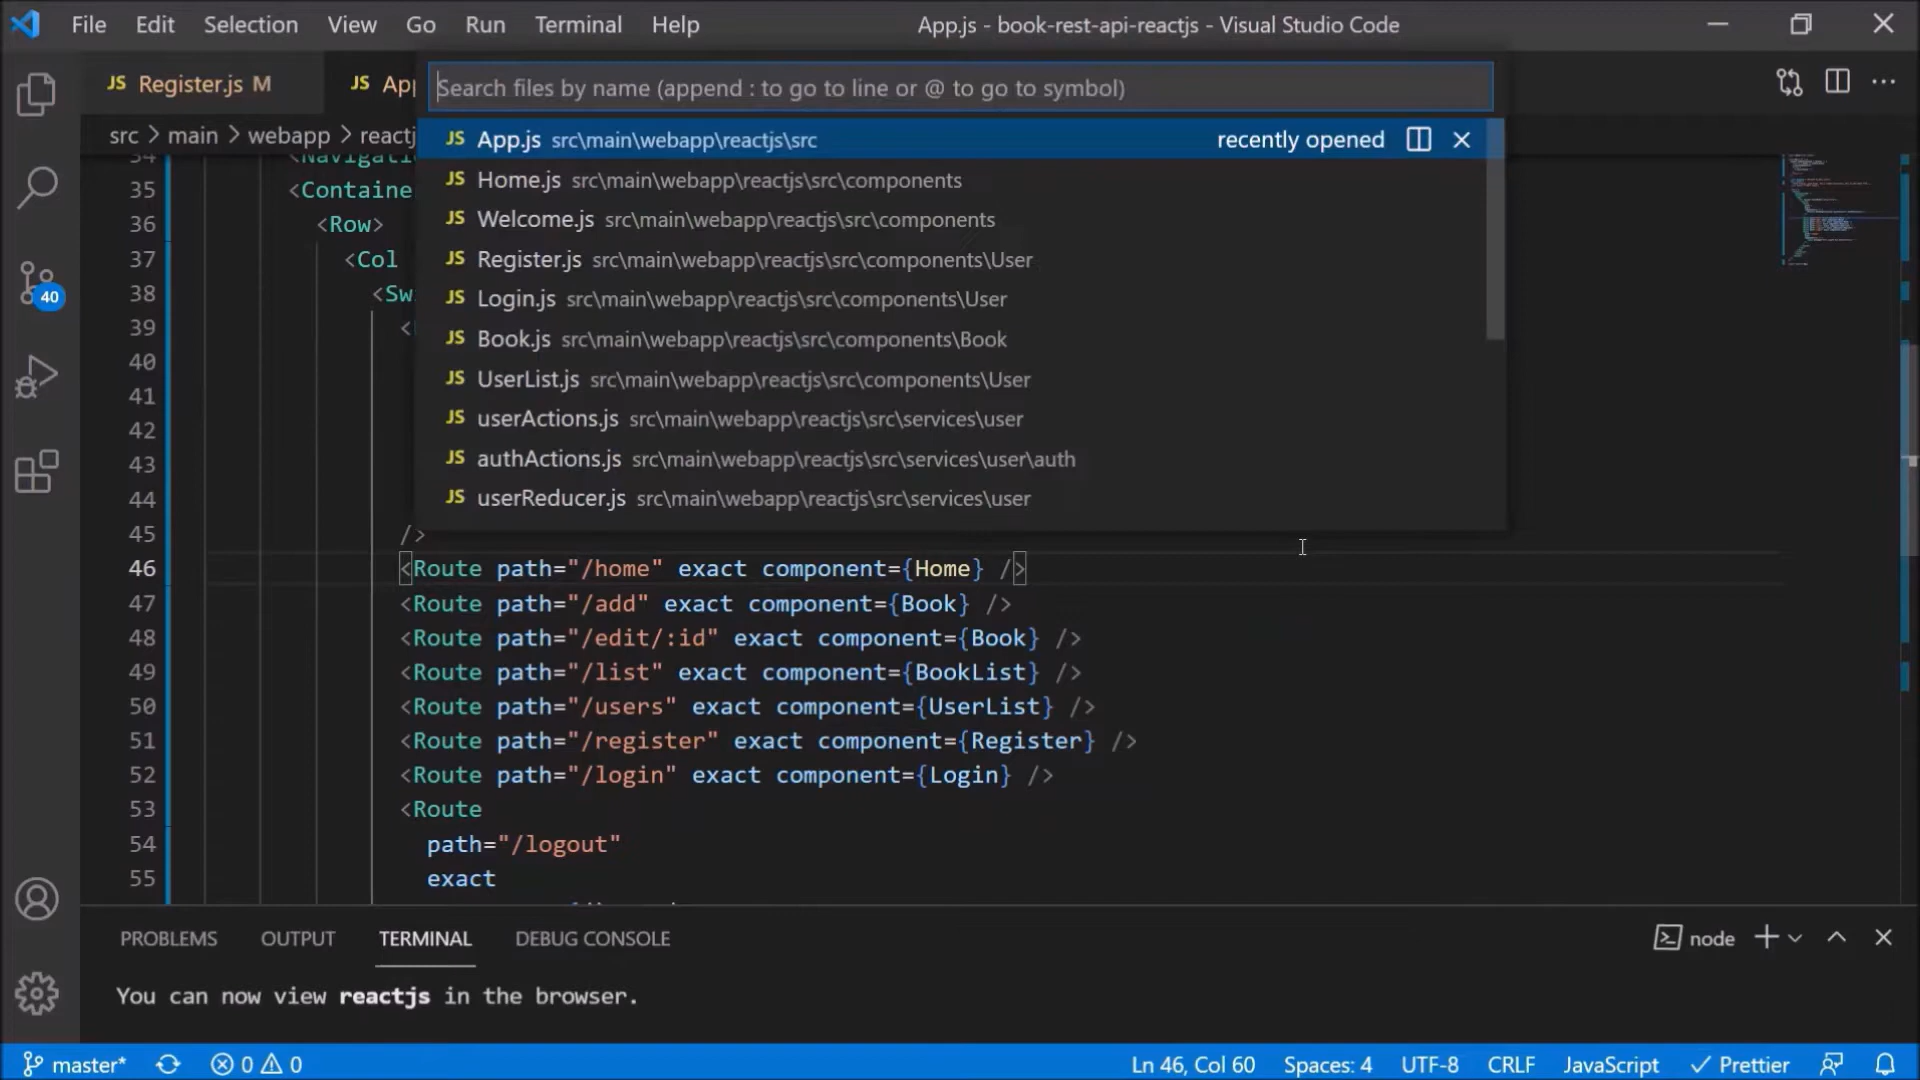 File Edit Selection View Go Run Terminal Help App.js - book-rest-api-reactjs - Visual Studio Code
JS Register.js M JS App
Search files by name (append : to go to line or @ to go to symbol)
src > main > webapp > reactj
JS App.js src\main\webapp\reactjs\src recently opened
JS Home.js src\main\webapp\reactjs\src\components
JS Welcome.js src\main\webapp\reactjs\src\components
JS Register.js src\main\webapp\reactjs\src\components\User
JS Login.js src\main\webapp\reactjs\src\components\User
JS Book.js src\main\webapp\reactjs\src\components\Book
JS UserList.js src\main\webapp\reactjs\src\components\User
JS userActions.js src\main\webapp\reactjs\src\services\user
JS authActions.js src\main\webapp\reactjs\src\services\user\auth
JS userReducer.js src\main\webapp\reactjs\src\services\user
34 <Navigati
35 <Containe
36 <Row>
37 <Col
38 <Sw
39 <
40
41
42
43
44
45 />
46 <Route path="/home" exact component={Home} />
47 <Route path="/add" exact component={Book} />
48 <Route path="/edit/:id" exact component={Book} />
49 <Route path="/list" exact component={BookList} />
50 <Route path="/users" exact component={UserList} />
51 <Route path="/register" exact component={Register} />
52 <Route path="/login" exact component={Login} />
53 <Route
54 path="/logout"
55 exact
40
PROBLEMS OUTPUT TERMINAL DEBUG CONSOLE node
You can now view reactjs in the browser.
master* 0 0 Ln 46, Col 60 Spaces: 4 UTF-8 CRLF JavaScript Prettier